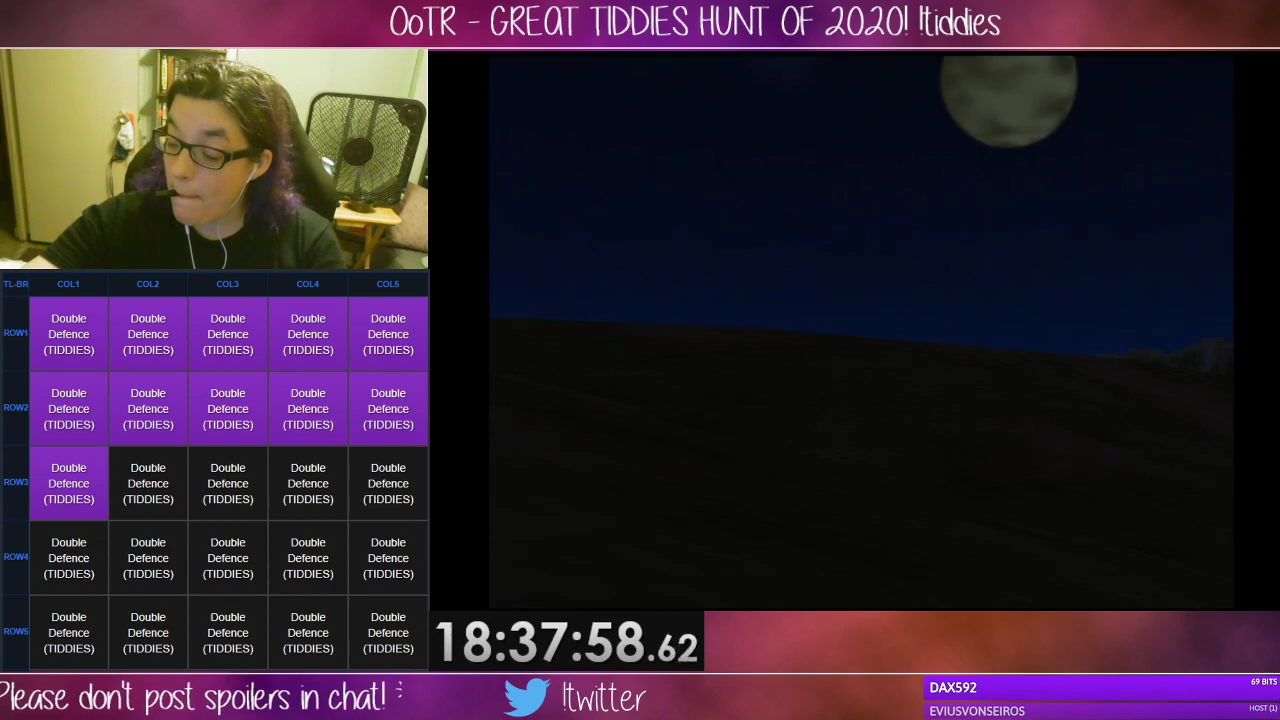 OoTR - GREAT TIDDIES HUNT OF 2020! !tiddies
TL-BR COL1 COL2 COL3 COL4 COL5
ROW1
Double Double Double Double Double
Defence Defence Defence Defence Defence
(TIDDIES) (TIDDIES) (TIDDIES) (TIDDIES) (TIDDIES)
ROW2
Double Double Double Double Double
Defence Defence Defence Defence Defence
(TIDDIES) (TIDDIES) (TIDDIES) (TIDDIES) (TIDDIES)
ROW3
Double Double Double Double Double
Defence Defence Defence Defence Defence
(TIDDIES) (TIDDIES) (TIDDIES) (TIDDIES) (TIDDIES)
ROW4
Double Double Double Double Double
Defence Defence Defence Defence Defence
(TIDDIES) (TIDDIES) (TIDDIES) (TIDDIES) (TIDDIES)
ROW5
Double Double Double Double Double
Defence Defence Defence Defence Defence
(TIDDIES) (TIDDIES) (TIDDIES) (TIDDIES) (TIDDIES)
18:37:58.62
Please don't post spoilers in chat!
!twitter
DAX592 69 BITS
EVIUSVONSEIROS HOST (1)